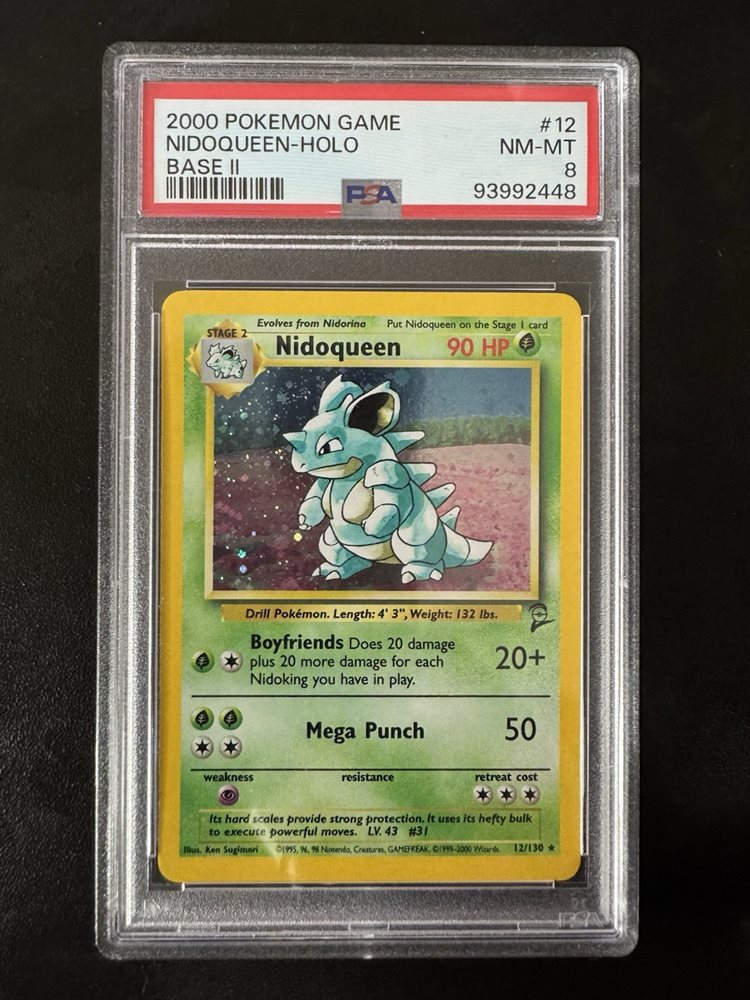 2000 POKEMON GAME #12
NIDOQUEEN-HOLO NM-MT
BASE II 8
PSA 93992448
Evolves from Nidorina Put Nidoqueen on the Stage 1 card
STAGE 2
Nidoqueen 90 HP
Drill Pokémon. Length: 4' 3", Weight: 132 lbs.
Boyfriends Does 20 damage
plus 20 more damage for each
Nidoking you have in play.
20+
Mega Punch 50
weakness resistance retreat cost
Its hard scales provide strong protection. It uses its hefty bulk
to execute powerful moves. LV. 43 #31
Illus. Ken Sugimori ©1995, 96, 98 Nintendo, Creatures, GAMEFREAK. ©1999-2000 Wizards. 12/130 ★
PSA